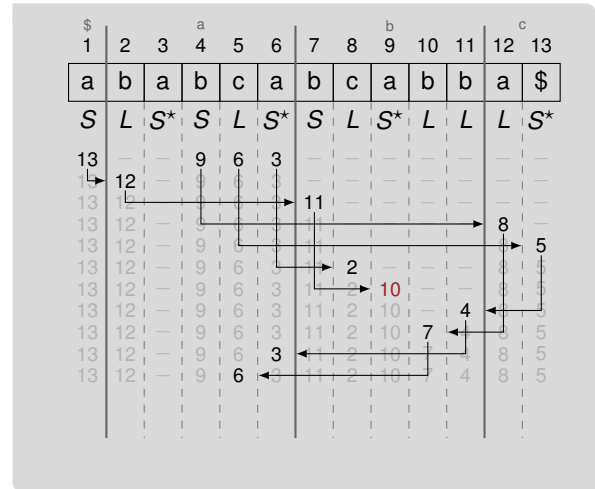 $ a b c
1 2 3 4 5 6 7 8 9 10 11 12 13
a b a b c a b c a b b a $
S L S* S L S* S L S* L L L S*
13 — — 9 6 3 — — — — — — —
13 12 — 9 6 3 — — — — — — —
13 12 — 9 6 3 11 — — — — — —
13 12 — 9 6 3 11 — — — — 8 —
13 12 — 9 6 3 11 — — — — 8 5
13 12 — 9 6 3 11 2 — — — 8 5
13 12 — 9 6 3 11 2 10 — — 8 5
13 12 — 9 6 3 11 2 10 — 4 8 5
13 12 — 9 6 3 11 2 10 7 4 8 5
13 12 — 9 6 3 11 2 10 7 4 8 5
13 12 — 9 6 3 11 2 10 7 4 8 5